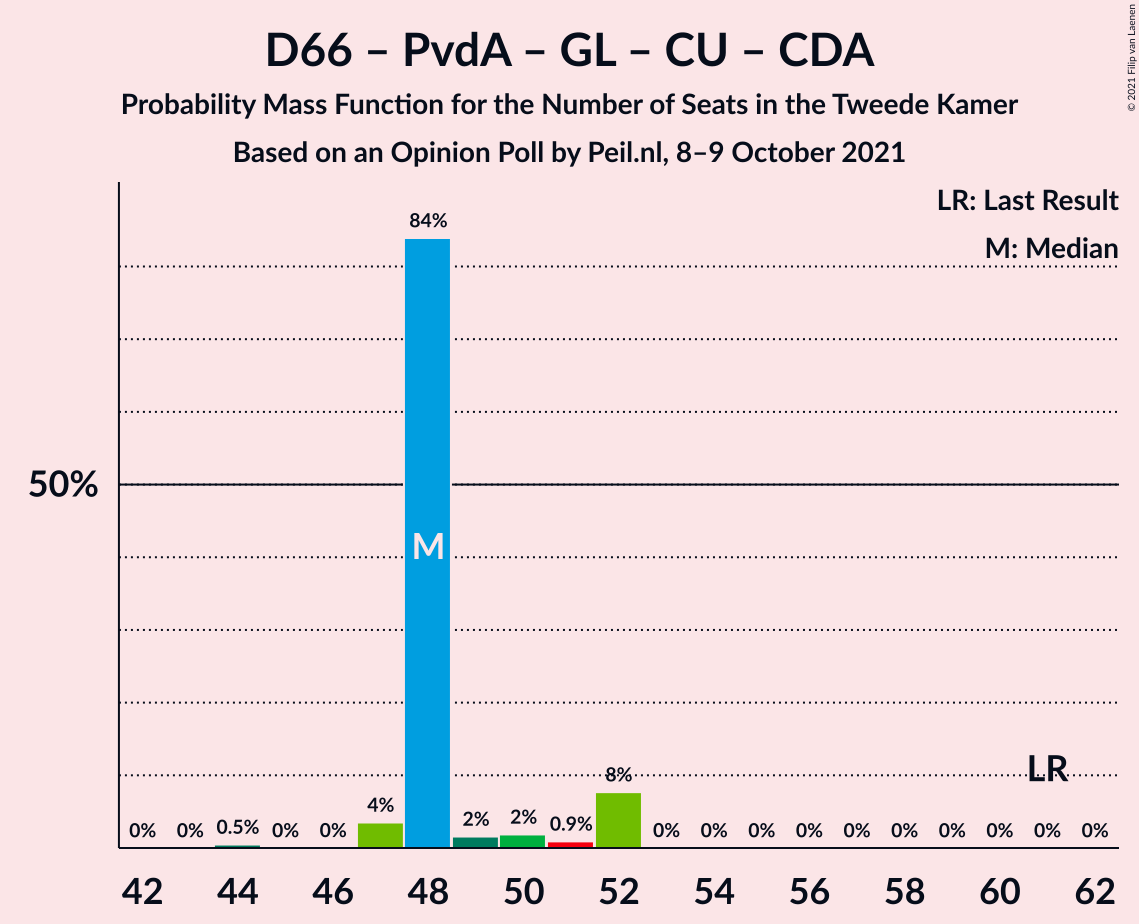 D66 – PvdA – GL – CU – CDA
Probability Mass Function for the Number of Seats in the Tweede Kamer
Based on an Opinion Poll by Peil.nl, 8–9 October 2021
© 2021 Filip van Laenen
LR: Last Result
M: Median
84%
50%
M
LR
0% 0% 0.5% 0% 0% 4% 2% 2% 0.9% 8% 0% 0% 0% 0% 0% 0% 0% 0% 0% 0%
42 44 46 48 50 52 54 56 58 60 62